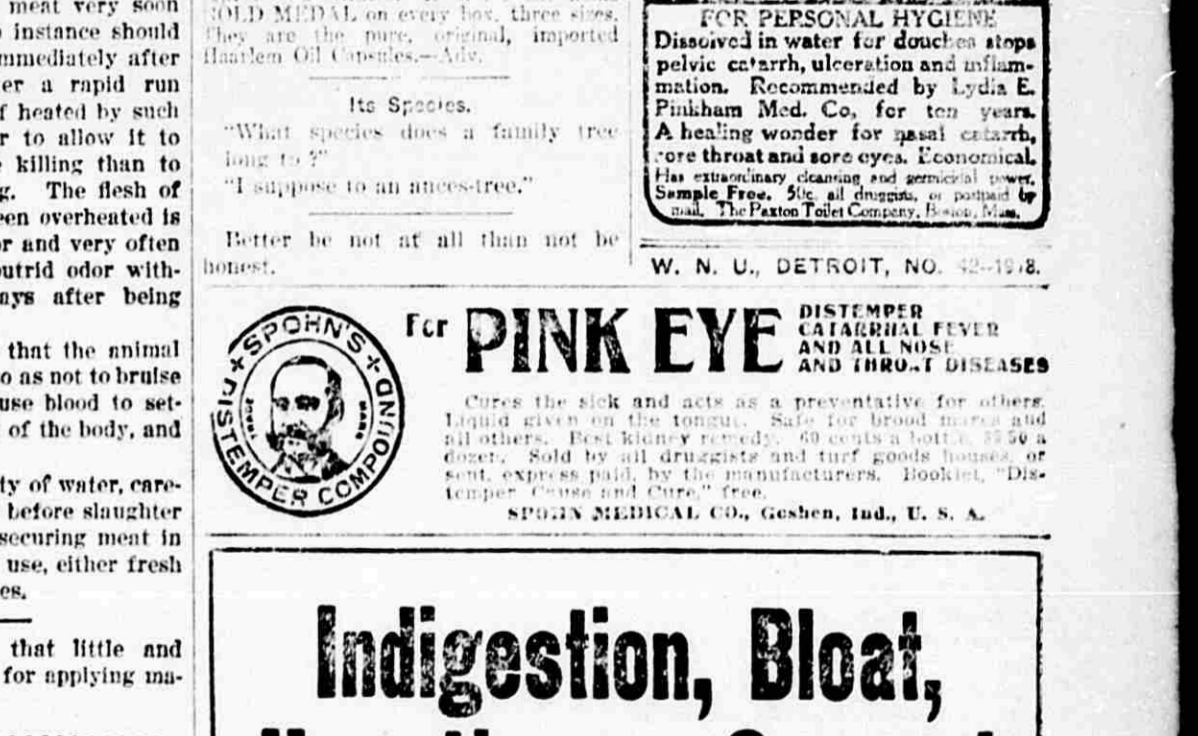 meat very soon
instance should
mmediately after
er a rapid run
f heated by such
r to allow it to
killing than to
g. The flesh of
een overheated is
or and very often
outrid odor with-
ays after being
that the animal
o as not to bruise
use blood to set-
of the body, and
ty of water, care-
before slaughter
securing meat in
use, either fresh
es.
that little and
for applying ma-
GOLD MEDAL on every box, three sizes.
They are the pure, original, imported
Haarlem Oil Capsules.—Adv.
Its Species.
"What species does a family tree
long to?"
"I suppose to an ances-tree."
Better be not at all than not be
honest.
FOR PERSONAL HYGIENE
Dissolved in water for douches stops
pelvic catarrh, ulceration and inflam-
mation. Recommended by Lydia E.
Pinkham Med. Co, for ten years.
A healing wonder for nasal catarrh,
sore throat and sore eyes. Economical.
Has extraordinary cleansing and germicidal power.
Sample Free. 50c. all druggists, or postpaid by
mail. The Paxton Toilet Company, Boston, Mass.
W. N. U., DETROIT, NO. 42--1918.
SPOHN'S
DISTEMPER COMPOUND
TRADE MARK
For PINK EYE
DISTEMPER
CATARRHAL FEVER
AND ALL NOSE
AND THROAT DISEASES
Cures the sick and acts as a preventative for others.
Liquid given on the tongue. Safe for brood mares and
all others. Best kidney remedy. 60 cents a bottle, $5.50 a
dozen. Sold by all druggists and turf goods houses, or
sent, express paid, by the manufacturers. Booklet, "Dis-
temper Cause and Cure," free.
SPOHN MEDICAL CO., Goshen, Ind., U. S. A.
Indigestion, Bloat,